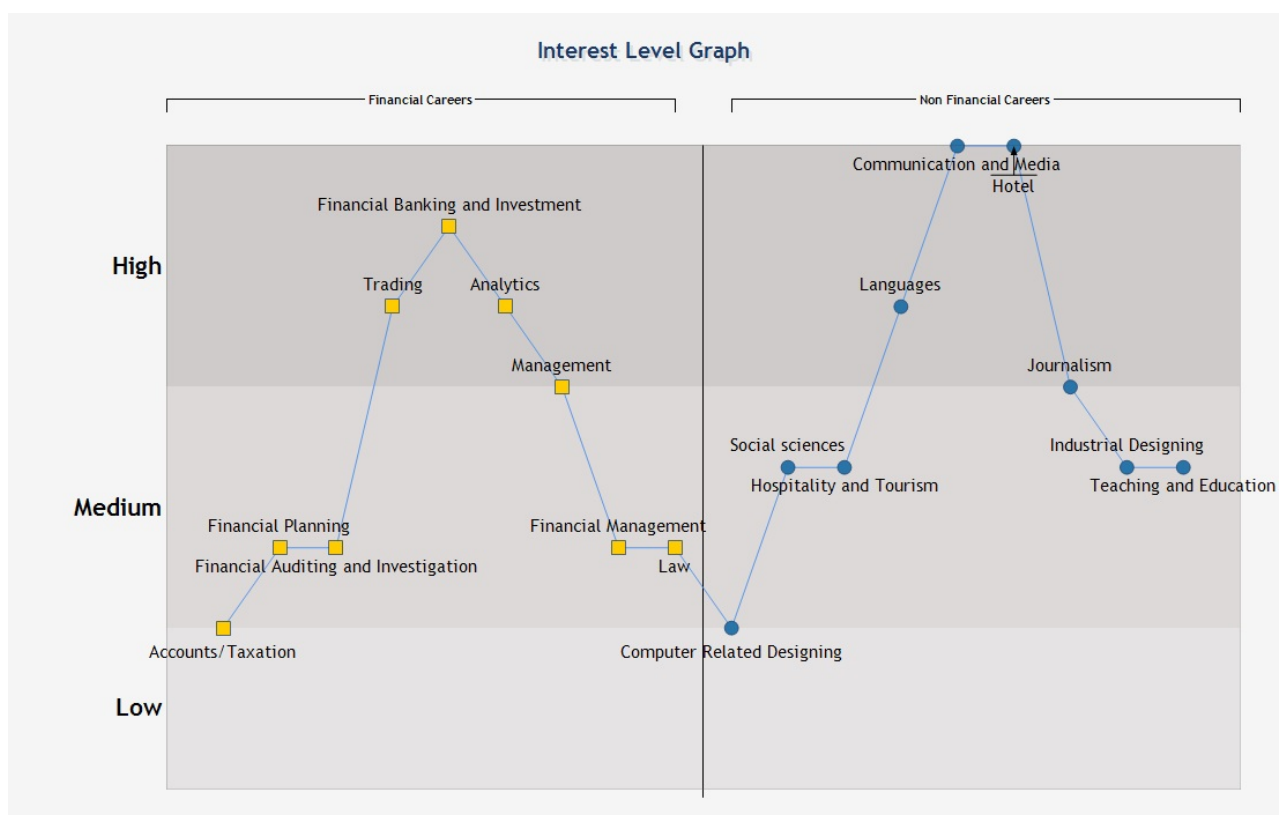 Interest Level Graph
Financial Careers
Non Financial Careers
Communication and Media
Hotel
Financial Banking and Investment
High
Trading
Analytics
Languages
Management
Journalism
Social sciences
Industrial Designing
Hospitality and Tourism
Teaching and Education
Medium
Financial Planning
Financial Management
Financial Auditing and Investigation
Law
Accounts/Taxation
Computer Related Designing
Low